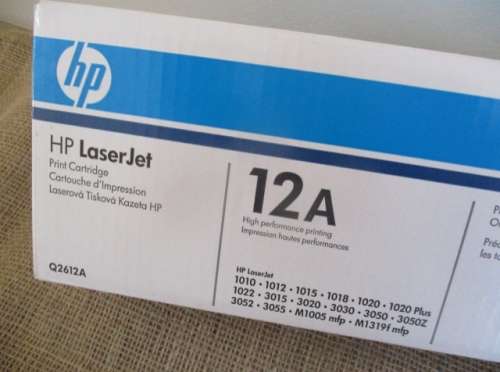 hp
HP LaserJet
Print Cartridge
Cartouche d'Impression
Laserová Tisková Kazeta HP
Q2612A
12A
High performance printing
Impression hautes performances
HP LaserJet
1010 • 1012 • 1015 • 1018 • 1020 • 1020 Plus
1022 • 3015 • 3020 • 3030 • 3050 • 3050Z
3052 • 3055 • M1005 mfp • M1319f mfp